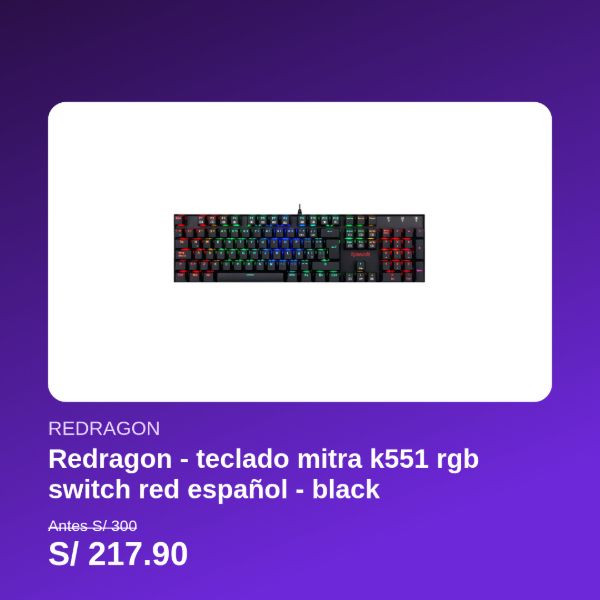 REDRAGON
Redragon - teclado mitra k551 rgb
switch red español - black
Antes S/ 300
S/ 217.90